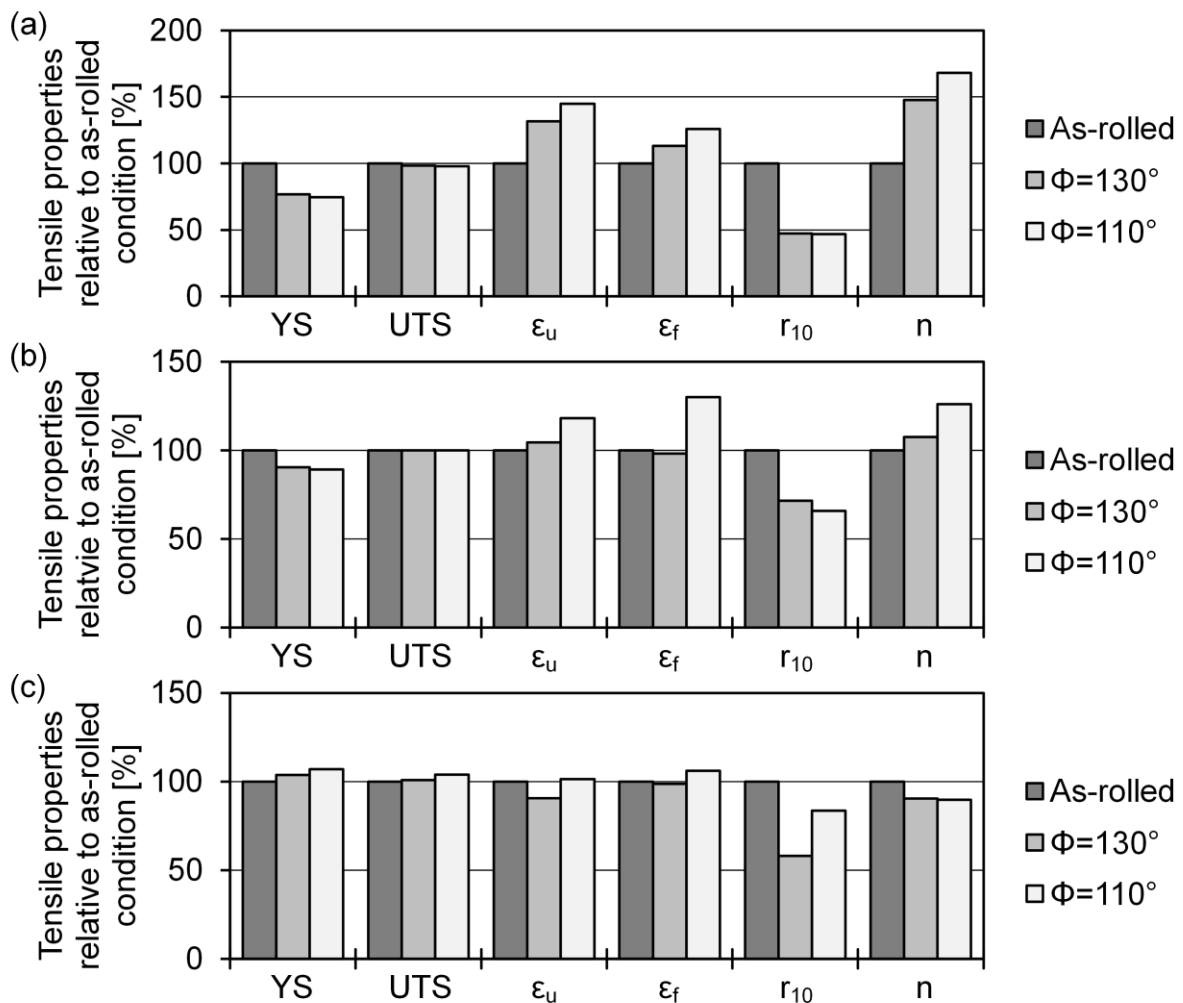 (a)
Tensile properties
relative to as-rolled
condition [%]
200
150
100
50
0
YS UTS εu εf r10 n
As-rolled
Φ=130°
Φ=110°
(b)
Tensile properties
relatvie to as-rolled
condition [%]
150
100
50
0
YS UTS εu εf r10 n
As-rolled
Φ=130°
Φ=110°
(c)
Tensile properties
relative to as-rolled
condition [%]
150
100
50
0
YS UTS εu εf r10 n
As-rolled
Φ=130°
Φ=110°